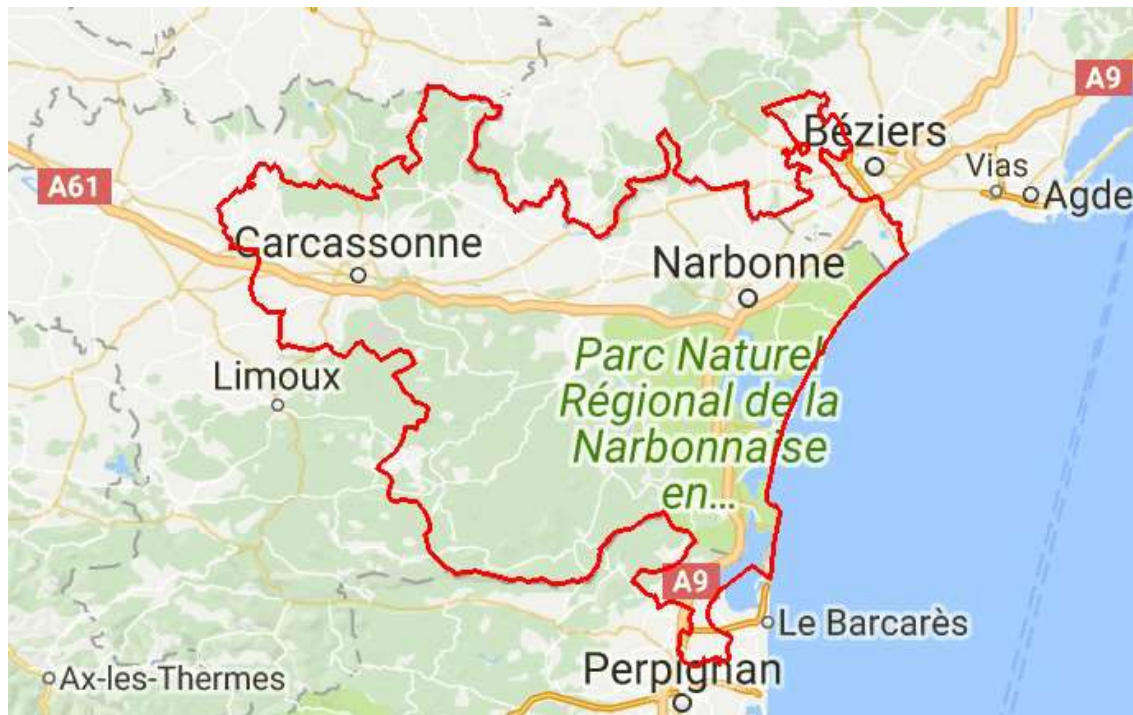 A9
Béziers
Vias
Agde
A61
Carcassonne
Narbonne
Parc Naturel
Régional de la
Narbonnaise
en...
Limoux
A9
Le Barcarès
Perpignan
Ax-les-Thermes